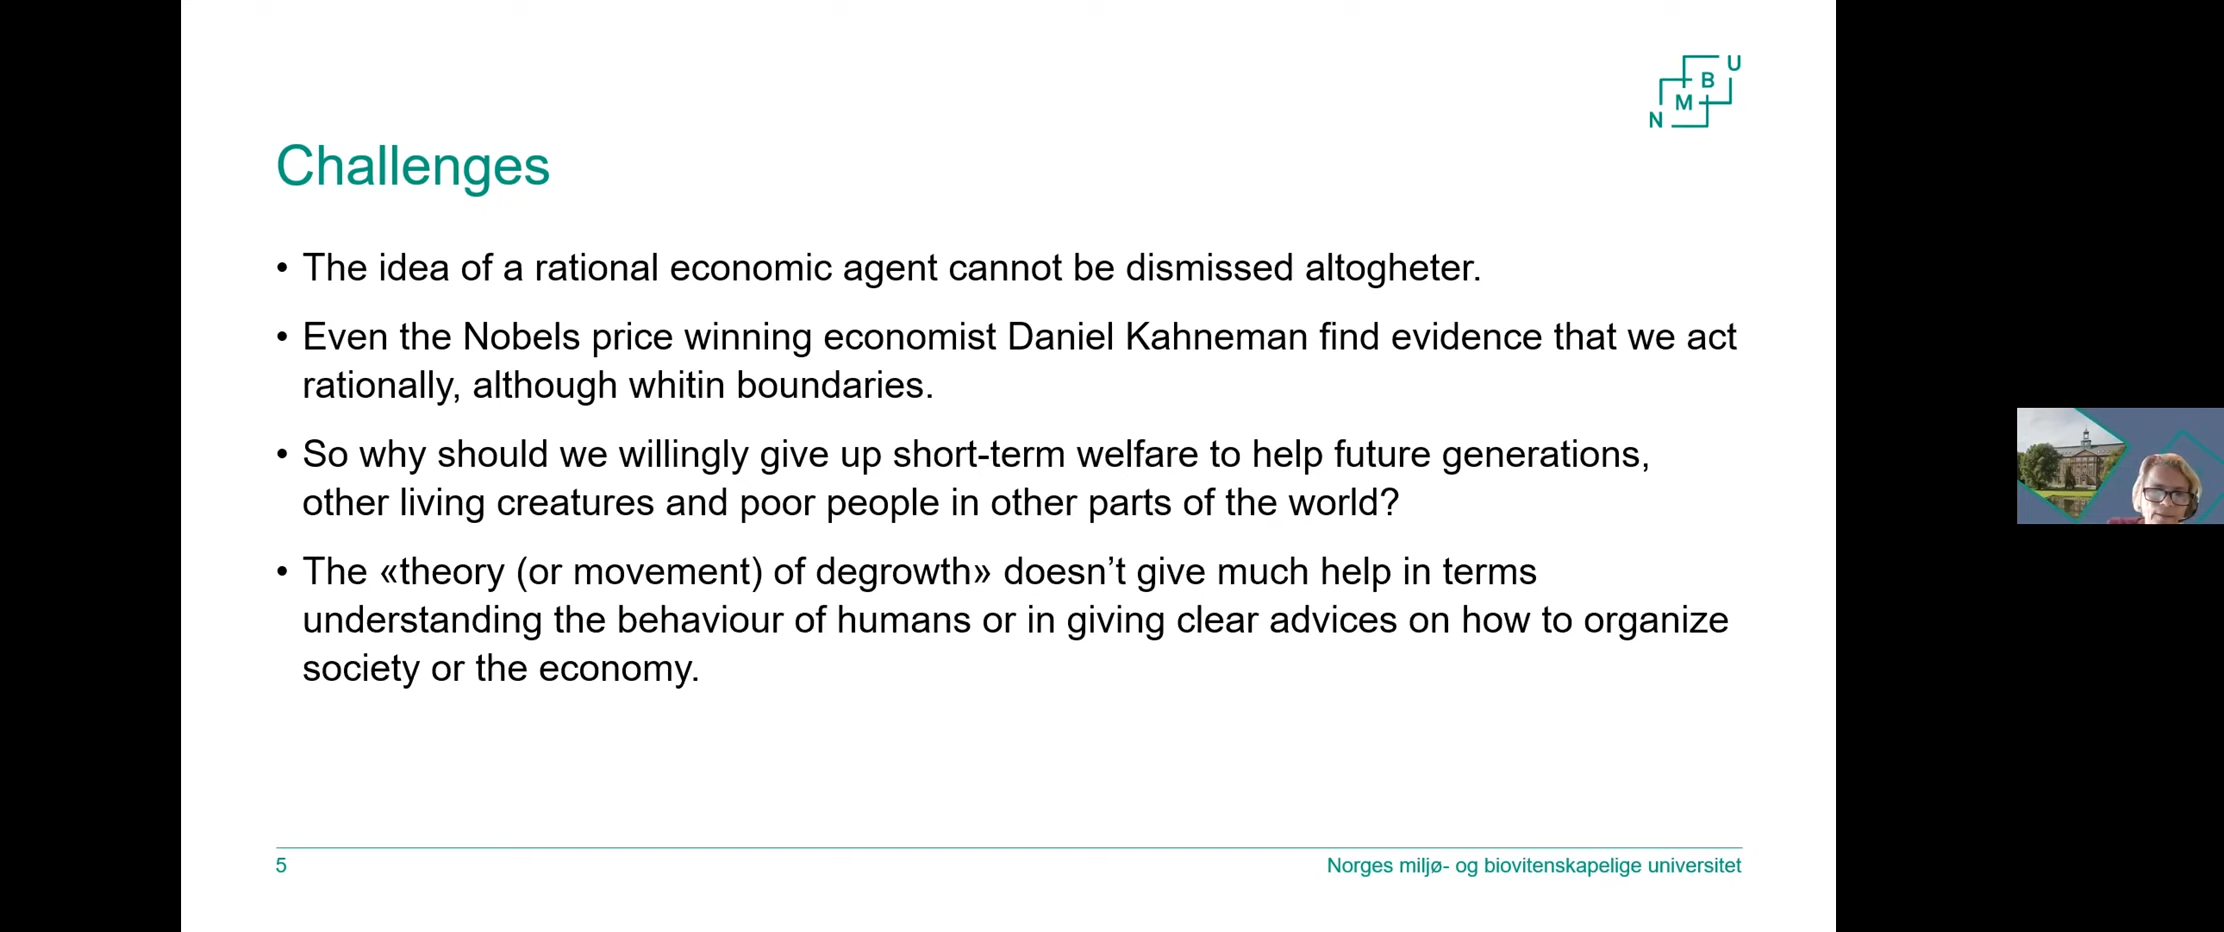 N M B U
Challenges
• The idea of a rational economic agent cannot be dismissed altogheter.
• Even the Nobels price winning economist Daniel Kahneman find evidence that we act
rationally, although whitin boundaries.
• So why should we willingly give up short-term welfare to help future generations,
other living creatures and poor people in other parts of the world?
• The «theory (or movement) of degrowth» doesn’t give much help in terms
understanding the behaviour of humans or in giving clear advices on how to organize
society or the economy.
5
Norges miljø- og biovitenskapelige universitet